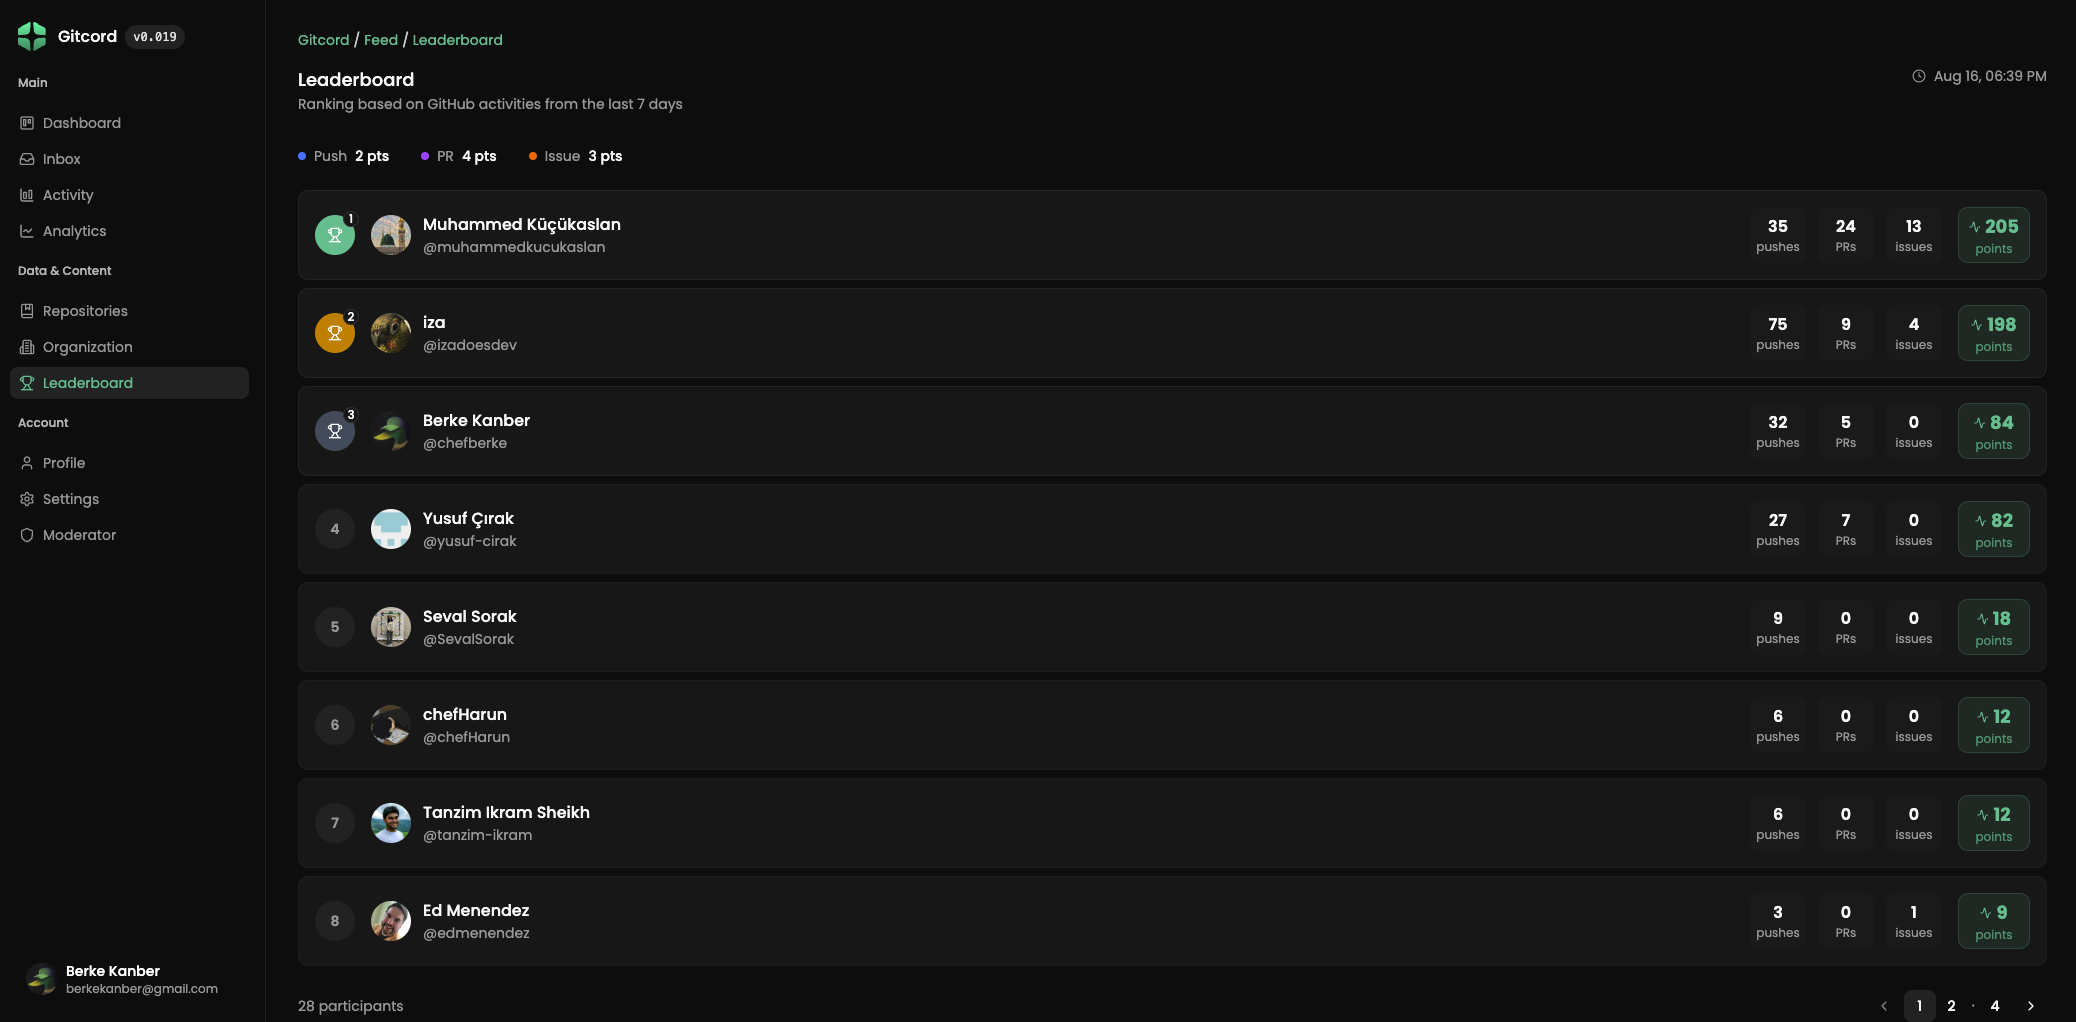 Gitcord v0.019
Main
Dashboard
Inbox
Activity
Analytics
Data & Content
Repositories
Organization
Leaderboard
Account
Profile
Settings
Moderator
Berke Kanber
berkekanber@gmail.com
Gitcord / Feed / Leaderboard
Leaderboard
Ranking based on GitHub activities from the last 7 days
Aug 16, 06:39 PM
Push 2 pts PR 4 pts Issue 3 pts
1
Muhammed Küçükaslan
@muhammedkucukaslan
35 24 13 205
pushes PRs issues points
2
iza
@izadoesdev
75 9 4 198
pushes PRs issues points
3
Berke Kanber
@chefberke
32 5 0 84
pushes PRs issues points
4
Yusuf Çırak
@yusuf-cirak
27 7 0 82
pushes PRs issues points
5
Seval Sorak
@SevalSorak
9 0 0 18
pushes PRs issues points
6
chefHarun
@chefHarun
6 0 0 12
pushes PRs issues points
7
Tanzim Ikram Sheikh
@tanzim-ikram
6 0 0 12
pushes PRs issues points
8
Ed Menendez
@edmenendez
3 0 1 9
pushes PRs issues points
28 participants
< 1 2 · 4 >